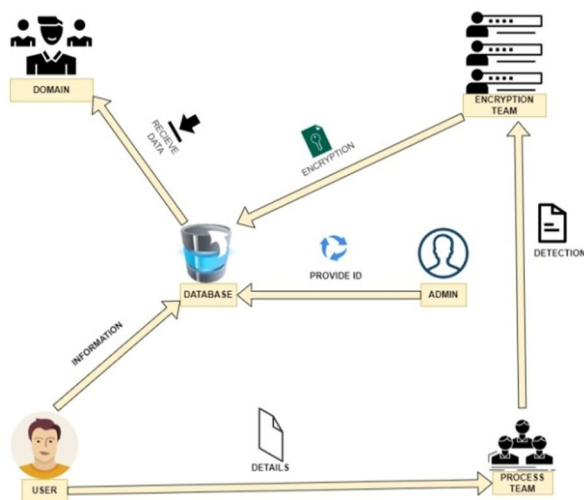 DOMAIN
ENCRYPTION
TEAM
RECIEVE
DATA
ENCRYPTION
DETECTION
PROVIDE ID
DATABASE
ADMIN
INFORMATION
DETAILS
USER
PROCESS
TEAM